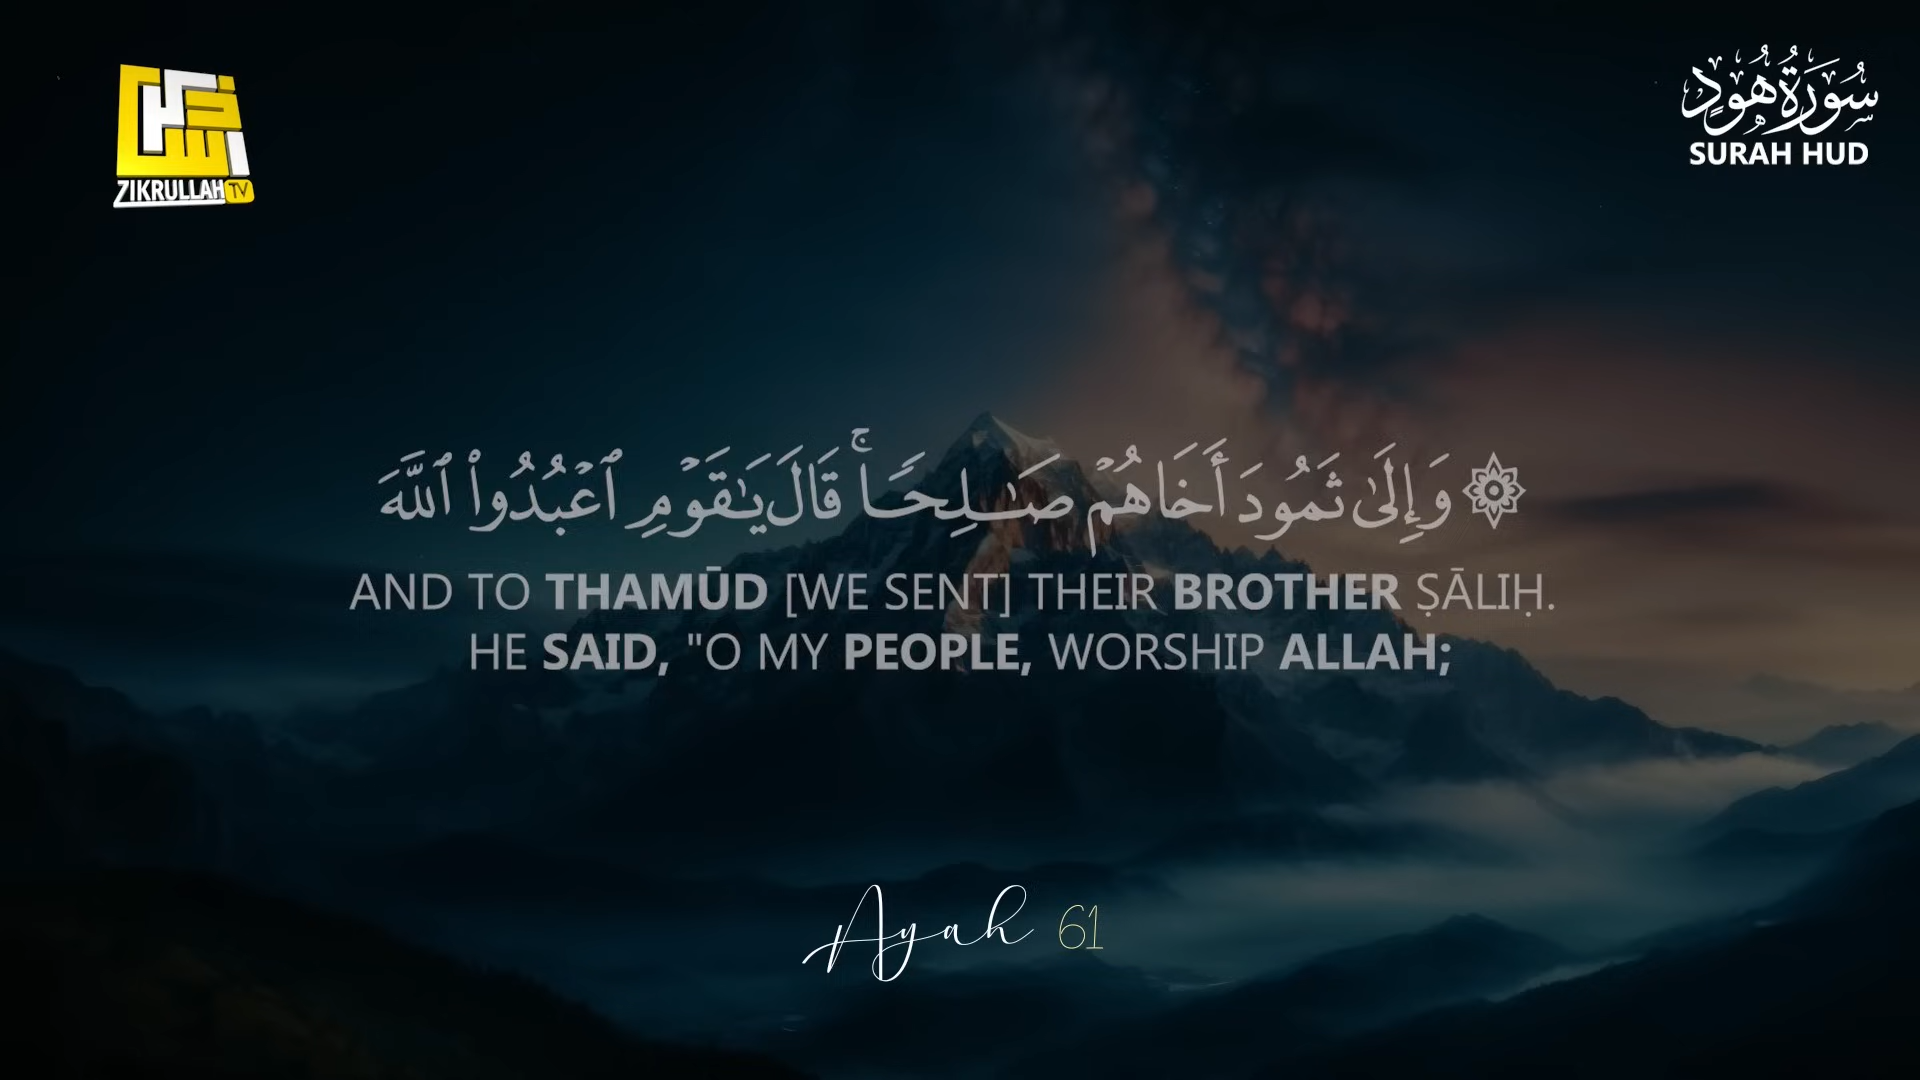 ZIKRULLAH TV
سُورَةُ هُودٍ
SURAH HUD
۞ وَإِلَىٰ ثَمُودَ أَخَاهُمْ صَـٰلِحًا ۚ قَالَ يَـٰقَوْمِ ٱعْبُدُوا۟ ٱللَّهَ
AND TO THAMŪD [WE SENT] THEIR BROTHER ṢĀLIḤ.
HE SAID, "O MY PEOPLE, WORSHIP ALLAH;
Ayah 61